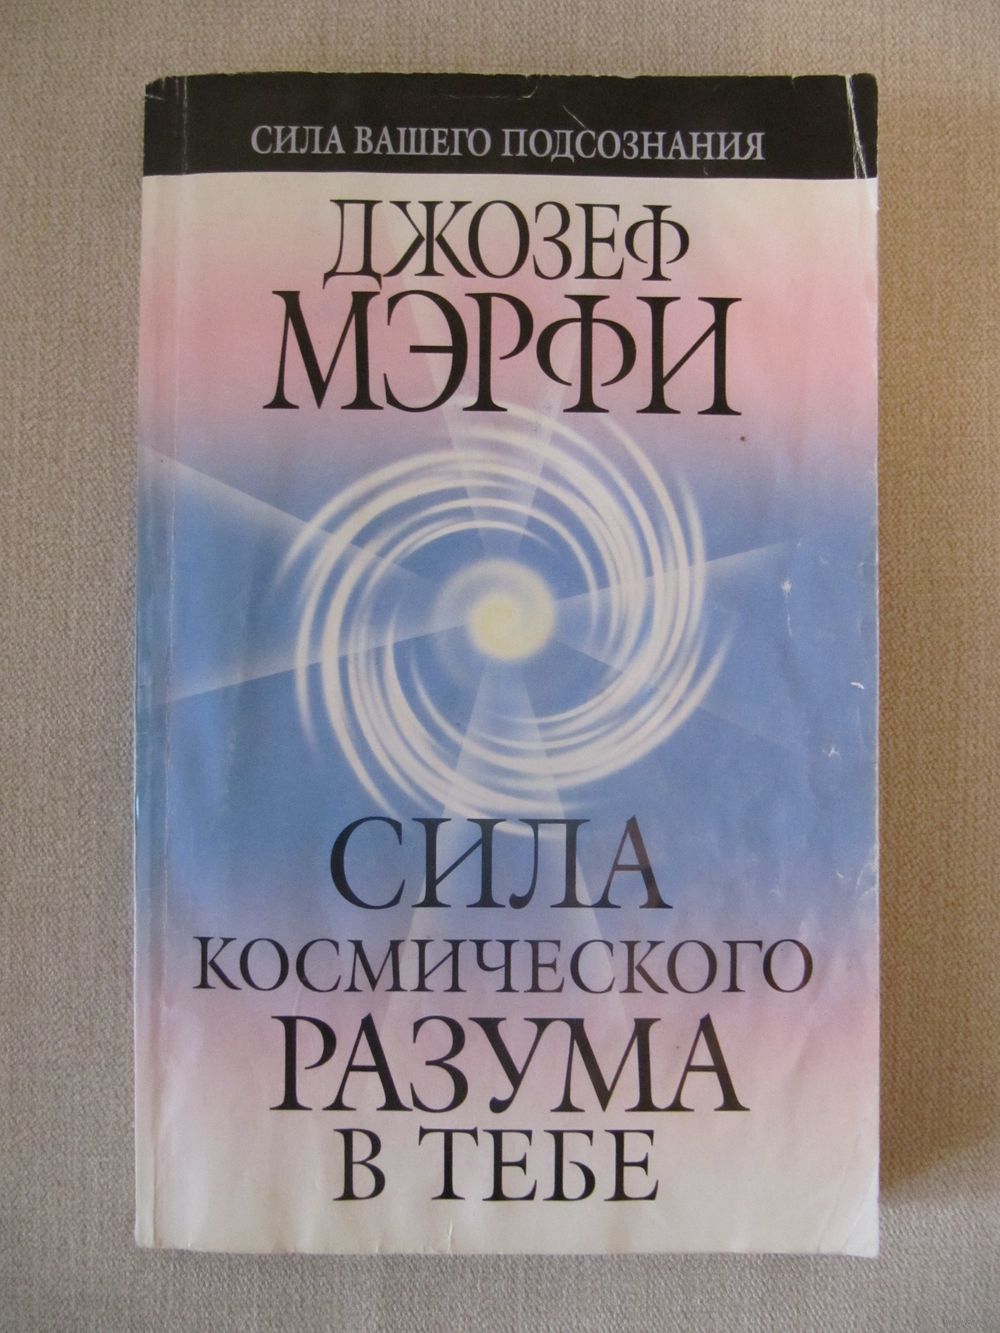 СИЛА ВАШЕГО ПОДСОЗНАНИЯ
ДЖОЗЕФ
МЭРФИ
СИЛА
КОСМИЧЕСКОГО
РАЗУМА
В ТЕБЕ